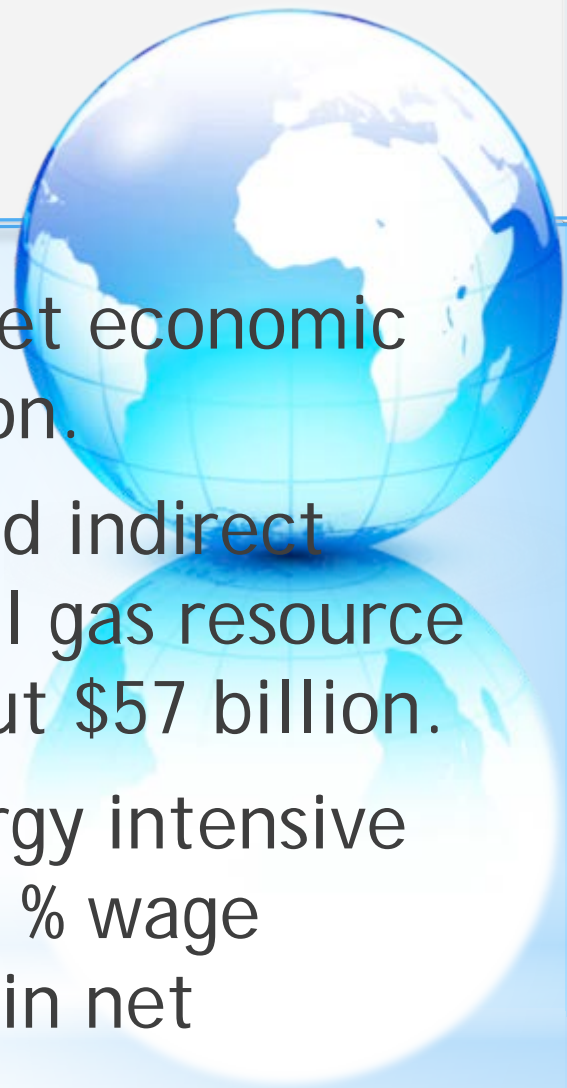 et economic
on.
d indirect
l gas resource
ut $57 billion.
rgy intensive
% wage
in net